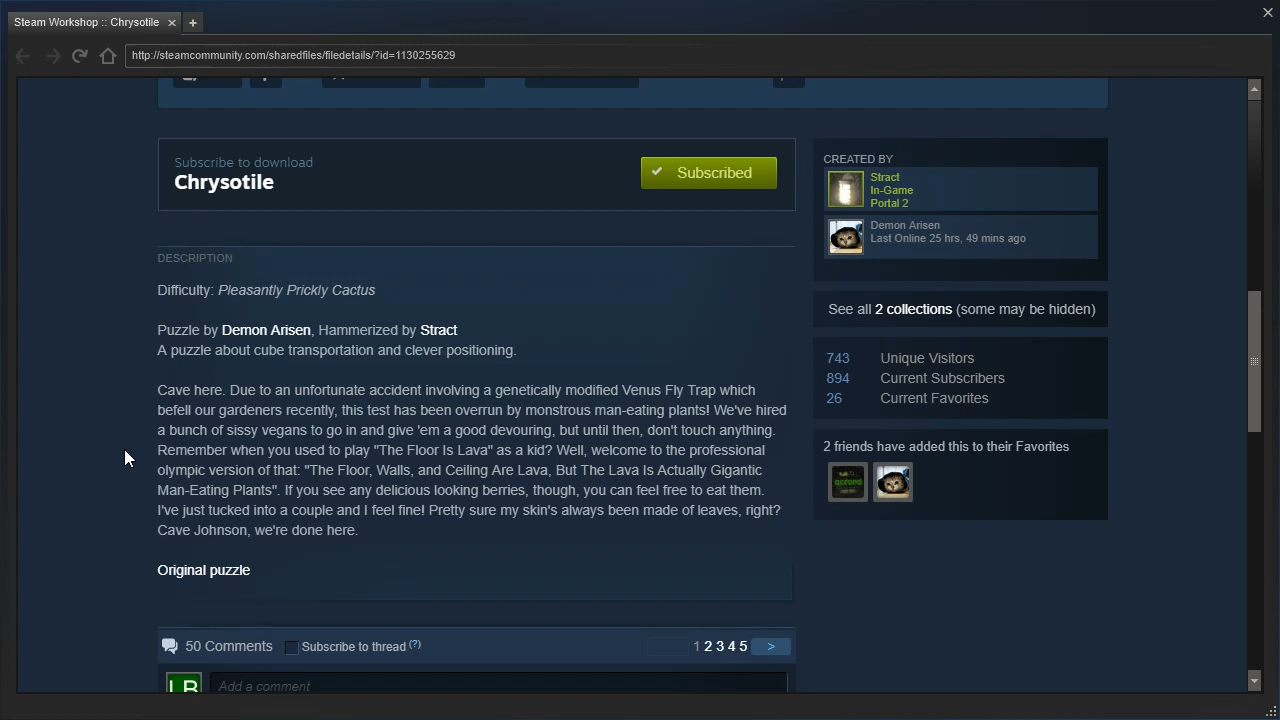 Steam Workshop :: Chrysotile
http://steamcommunity.com/sharedfiles/filedetails/?id=1130255629
Subscribe to download
Chrysotile
Subscribed
DESCRIPTION
Difficulty: Pleasantly Prickly Cactus
Puzzle by Demon Arisen, Hammerized by Stract
A puzzle about cube transportation and clever positioning.
Cave here. Due to an unfortunate accident involving a genetically modified Venus Fly Trap which
befell our gardeners recently, this test has been overrun by monstrous man-eating plants! We've hired
a bunch of sissy vegans to go in and give 'em a good devouring, but until then, don't touch anything.
Remember when you used to play "The Floor Is Lava" as a kid? Well, welcome to the professional
olympic version of that: "The Floor, Walls, and Ceiling Are Lava, But The Lava Is Actually Gigantic
Man-Eating Plants". If you see any delicious looking berries, though, you can feel free to eat them.
I've just tucked into a couple and I feel fine! Pretty sure my skin's always been made of leaves, right?
Cave Johnson, we're done here.
Original puzzle
50 Comments
Subscribe to thread (?)
1 2 3 4 5 >
LB
Add a comment
CREATED BY
Stract
In-Game
Portal 2
Demon Arisen
Last Online 25 hrs, 49 mins ago
See all 2 collections (some may be hidden)
743 Unique Visitors
894 Current Subscribers
26 Current Favorites
2 friends have added this to their Favorites